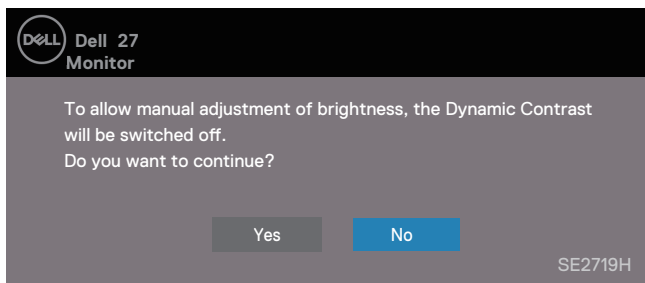 DELL Dell 27
Monitor
To allow manual adjustment of brightness, the Dynamic Contrast
will be switched off.
Do you want to continue?
Yes No
SE2719H